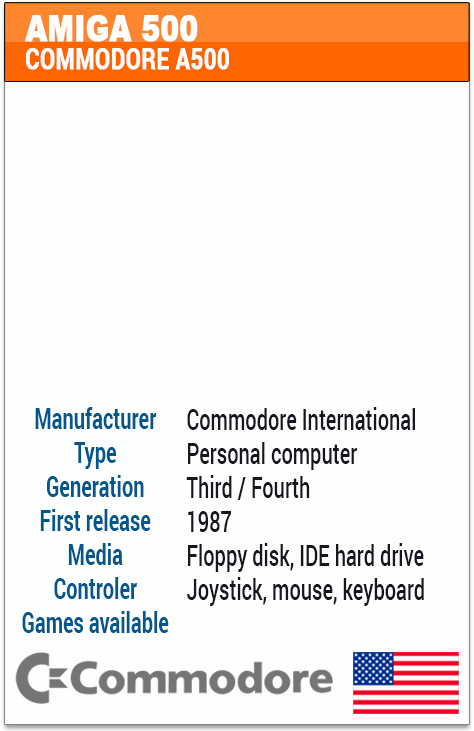 AMIGA 500
COMMODORE A500
Manufacturer Commodore International
Type Personal computer
Generation Third / Fourth
First release 1987
Media Floppy disk, IDE hard drive
Controler Joystick, mouse, keyboard
Games available
Commodore